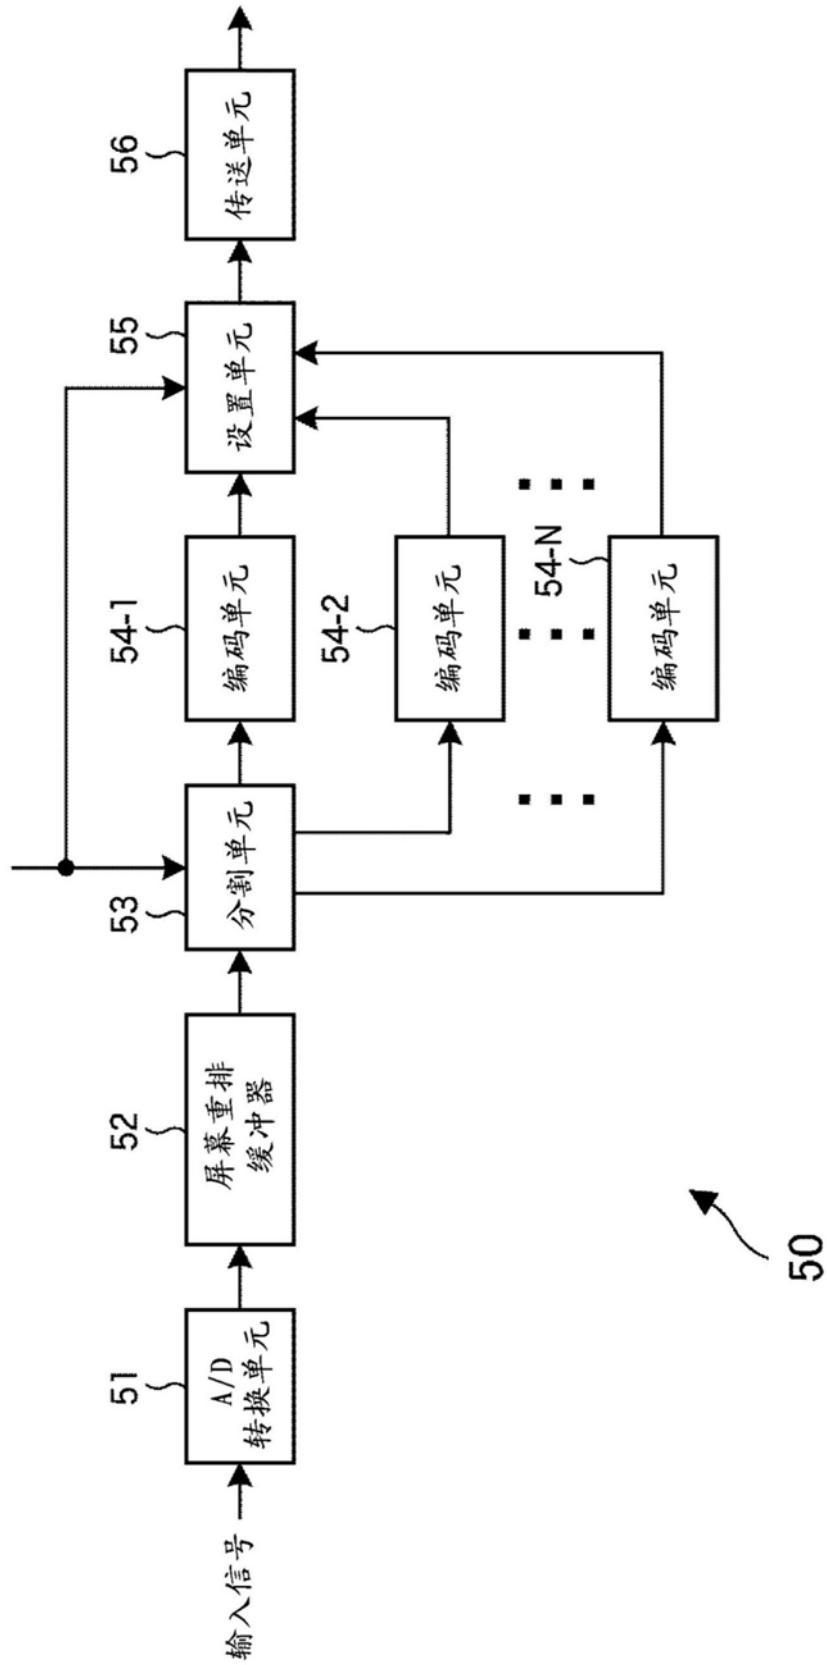 输入信号
51
A/D
转换单元
52
屏幕重排
缓冲器
53
分割单元
54-1
编码单元
54-2
编码单元
54-N
编码单元
55
设置单元
56
传送单元
50